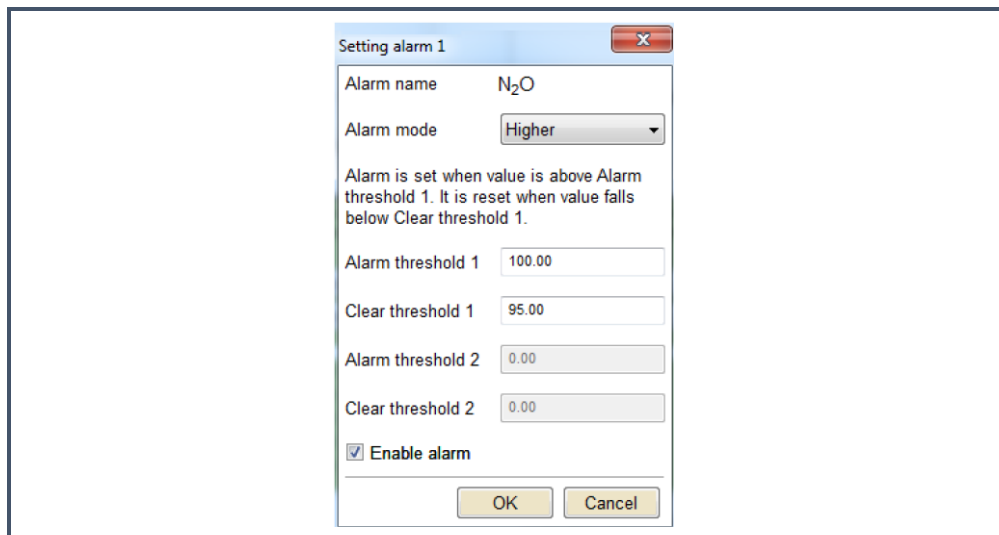 Setting alarm 1
Alarm name N₂O
Alarm mode Higher
Alarm is set when value is above Alarm
threshold 1. It is reset when value falls
below Clear threshold 1.
Alarm threshold 1 100.00
Clear threshold 1 95.00
Alarm threshold 2 0.00
Clear threshold 2 0.00
Enable alarm
OK Cancel